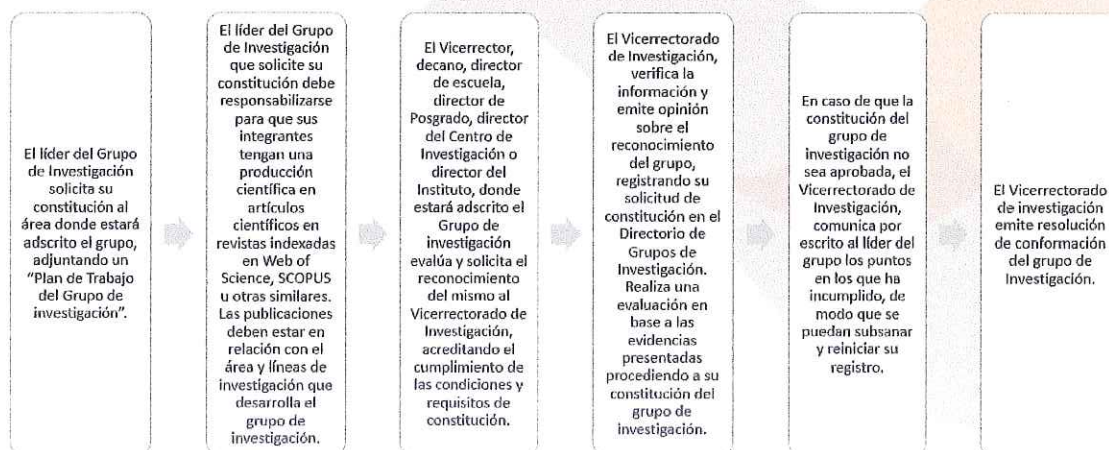 El líder del Grupo
de Investigación
solicita su
constitución al
área donde estará
adscrito el grupo,
adjuntando un
“Plan de Trabajo
del Grupo de
investigación”.
El líder del Grupo
de Investigación
que solicite su
constitución debe
responsabilizarse
para que sus
integrantes
tengan una
producción
científica en
artículos
científicos en
revistas indexadas
en Web of
Science, SCOPUS
u otras similares.
Las publicaciones
deben estar en
relación con el
área y líneas de
investigación que
desarrolla el
grupo de
investigación.
El Vicerrector,
decano, director
de escuela,
director de
Posgrado, director
del Centro de
Investigación o
director del
Instituto, donde
estará adscrito el
Grupo de
investigación
evalúa y solicita el
reconocimiento
del mismo al
Vicerrectorado de
Investigación,
acreditando el
cumplimiento de
las condiciones y
requisitos de
constitución.
El Vicerrectorado
de Investigación,
verifica la
información y
emite opinión
sobre el
reconocimiento
del grupo,
registrando su
solicitud de
constitución en el
Directorio de
Grupos de
Investigación.
Realiza una
evaluación en
base a las
evidencias
presentadas
procediendo a su
constitución del
grupo de
investigación.
En caso de que la
constitución del
grupo de
investigación no
sea aprobada, el
Vicerrectorado de
Investigación,
comunica por
escrito al líder del
grupo los puntos
en los que ha
incumplido, de
modo que se
puedan subsanar
y reiniciar su
registro.
El Vicerrectorado
de investigación
emite resolución
de conformación
del grupo de
Investigación.